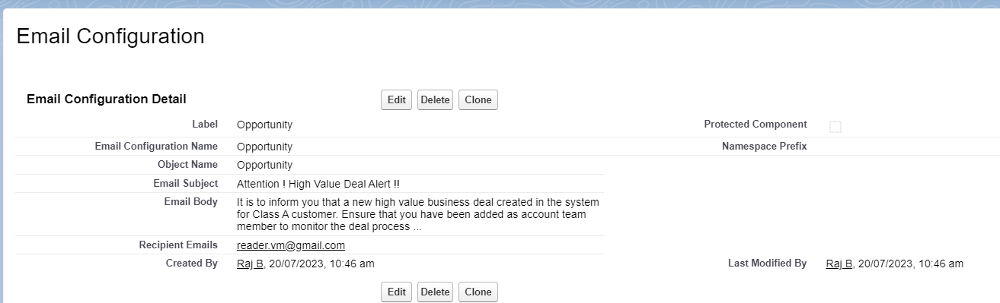 Email Configuration
Email Configuration Detail Edit Delete Clone
Label Opportunity Protected Component
Email Configuration Name Opportunity Namespace Prefix
Object Name Opportunity
Email Subject Attention ! High Value Deal Alert !!
Email Body It is to inform you that a new high value business deal created in the system
for Class A customer. Ensure that you have been added as account team
member to monitor the deal process ...
Recipient Emails reader.vm@gmail.com
Created By Raj B, 20/07/2023, 10:46 am Last Modified By Raj B, 20/07/2023, 10:46 am
Edit Delete Clone